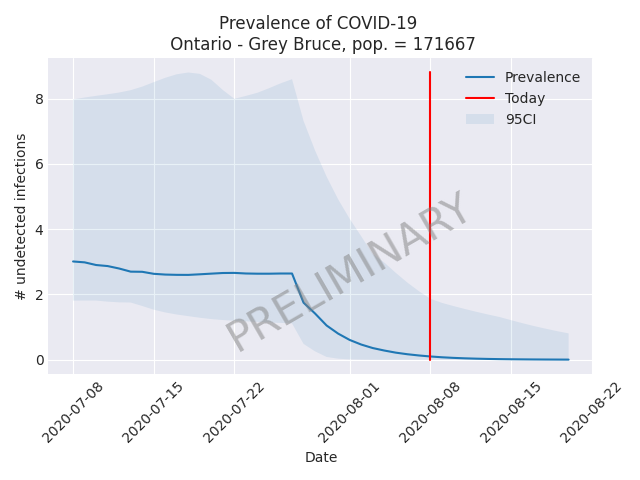 Prevalence of COVID-19
Ontario - Grey Bruce, pop. = 171667
Prevalence
Today
95CI
# undetected infections
8
6
4
2
0
PRELIMINARY
2020-07-08
2020-07-15
2020-07-22
2020-08-01
2020-08-08
2020-08-15
2020-08-22
Date